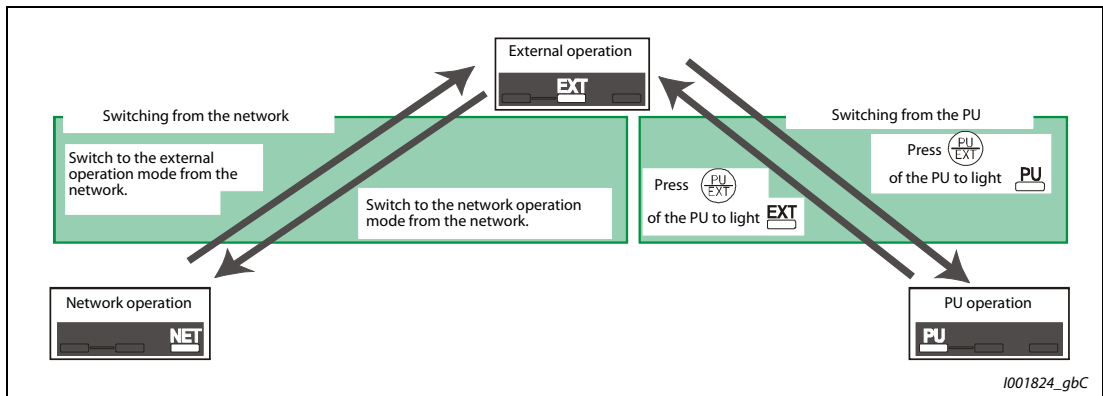 External operation
EXT
Switching from the network
Switch to the external
operation mode from the
network.
Switch to the network operation
mode from the network.
Switching from the PU
Press PU
EXT
of the PU to light PU
Press PU
EXT
of the PU to light EXT
Network operation
NET
PU operation
PU
I001824_gbC